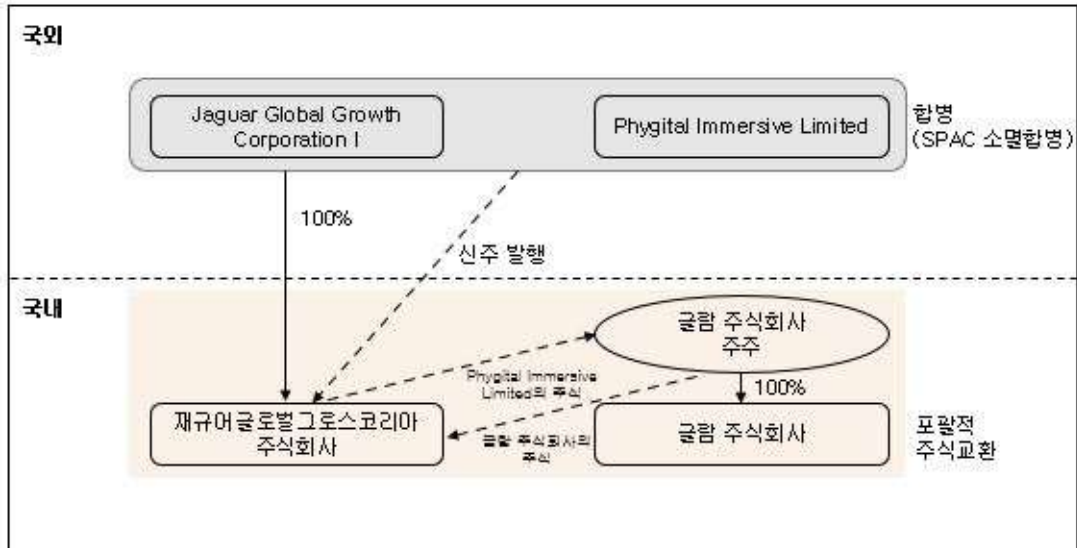 국외
Jaguar Global Growth
Corporation I
Phygital Immersive Limited
합병
(SPAC 소멸합병)
100%
신주 발행
국내
글람 주식회사
주주
Phygital Immersive
Limited의 주식
100%
재규어글로벌그로스코리아
주식회사
글람 주식회사의
주식
글람 주식회사
포괄적
주식교환